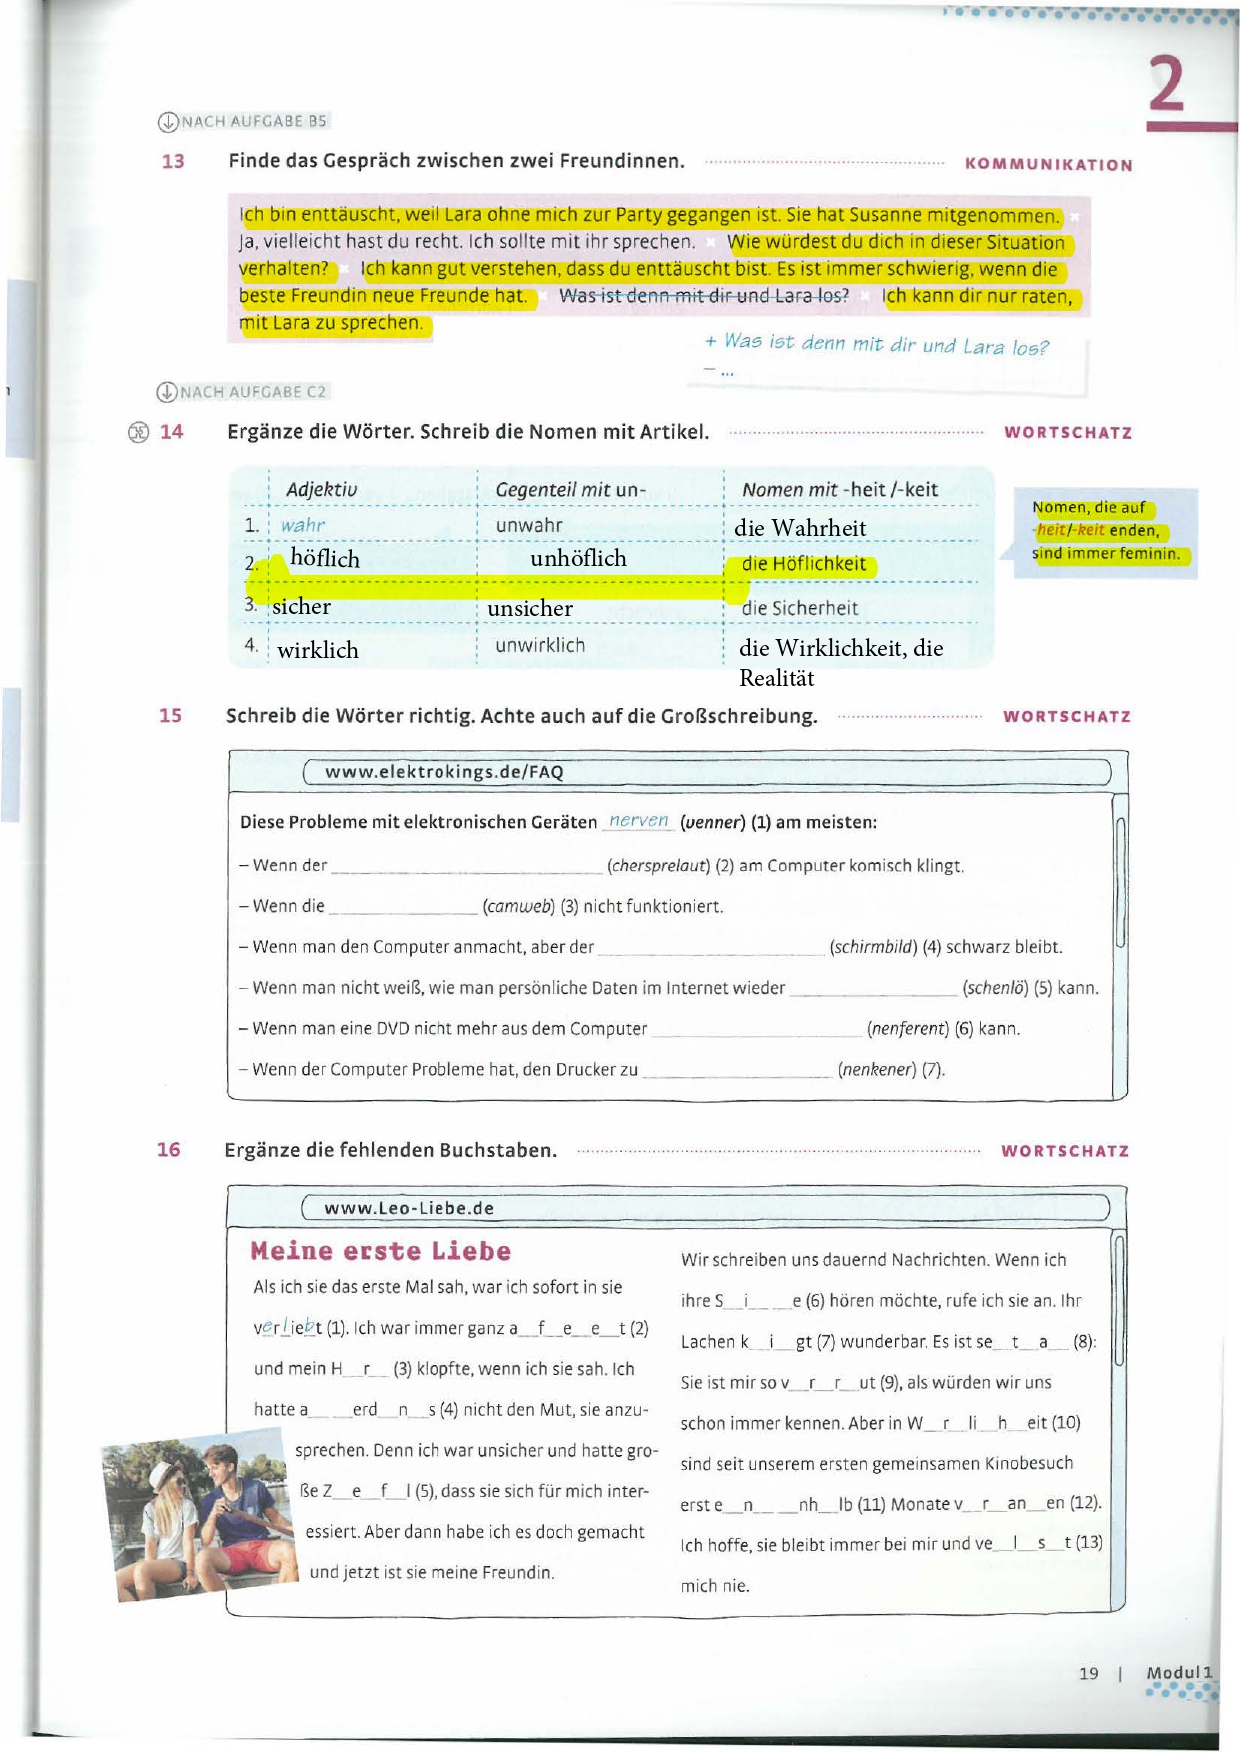 2
NACH AUFGABE B5
13 Finde das Gespräch zwischen zwei Freundinnen. KOMMUNIKATION
Ich bin enttäuscht, weil Lara ohne mich zur Party gegangen ist. Sie hat Susanne mitgenommen.
Ja, vielleicht hast du recht. Ich sollte mit ihr sprechen. Wie würdest du dich in dieser Situation
verhalten? Ich kann gut verstehen, dass du enttäuscht bist. Es ist immer schwierig, wenn die
beste Freundin neue Freunde hat. Was ist denn mit dir und Lara los? Ich kann dir nur raten,
mit Lara zu sprechen.
+ Was ist denn mit dir und Lara los?
– ...
NACH AUFGABE C2
14 Ergänze die Wörter. Schreib die Nomen mit Artikel. WORTSCHATZ
Adjektiv Gegenteil mit un- Nomen mit -heit /-keit
1. wahr unwahr die Wahrheit
2. höflich unhöflich die Höflichkeit
3. sicher unsicher die Sicherheit
4. wirklich unwirklich die Wirklichkeit, die
Realität
Nomen, die auf
-heit/-keit enden,
sind immer feminin.
15 Schreib die Wörter richtig. Achte auch auf die Großschreibung. WORTSCHATZ
www.elektrokings.de/FAQ
Diese Probleme mit elektronischen Geräten nerven (venner) (1) am meisten:
– Wenn der ____ (chersprelaut) (2) am Computer komisch klingt.
– Wenn die ____ (camweb) (3) nicht funktioniert.
– Wenn man den Computer anmacht, aber der ____ (schirmbild) (4) schwarz bleibt.
– Wenn man nicht weiß, wie man persönliche Daten im Internet wieder ____ (schenlö) (5) kann.
– Wenn man eine DVD nicht mehr aus dem Computer ____ (nenferent) (6) kann.
– Wenn der Computer Probleme hat, den Drucker zu ____ (nenkener) (7).
16 Ergänze die fehlenden Buchstaben. WORTSCHATZ
www.Leo-Liebe.de
Meine erste Liebe
Als ich sie das erste Mal sah, war ich sofort in sie
verliebt (1). Ich war immer ganz a_f_e_e_t (2)
und mein H_r_ (3) klopfte, wenn ich sie sah. Ich
hatte a_ _erd_n_s (4) nicht den Mut, sie anzu-
sprechen. Denn ich war unsicher und hatte gro-
ße Z_e_f_l (5), dass sie sich für mich inter-
essiert. Aber dann habe ich es doch gemacht
und jetzt ist sie meine Freundin.
Wir schreiben uns dauernd Nachrichten. Wenn ich
ihre S_i_ _e (6) hören möchte, rufe ich sie an. Ihr
Lachen k_i_gt (7) wunderbar. Es ist se_t_a_ (8):
Sie ist mir so v_r_r_ut (9), als würden wir uns
schon immer kennen. Aber in W_r_li_h_eit (10)
sind seit unserem ersten gemeinsamen Kinobesuch
erst e_n_ _nh_lb (11) Monate v_r_an_en (12).
Ich hoffe, sie bleibt immer bei mir und ve_l_s_t (13)
mich nie.
19 | Modul 1